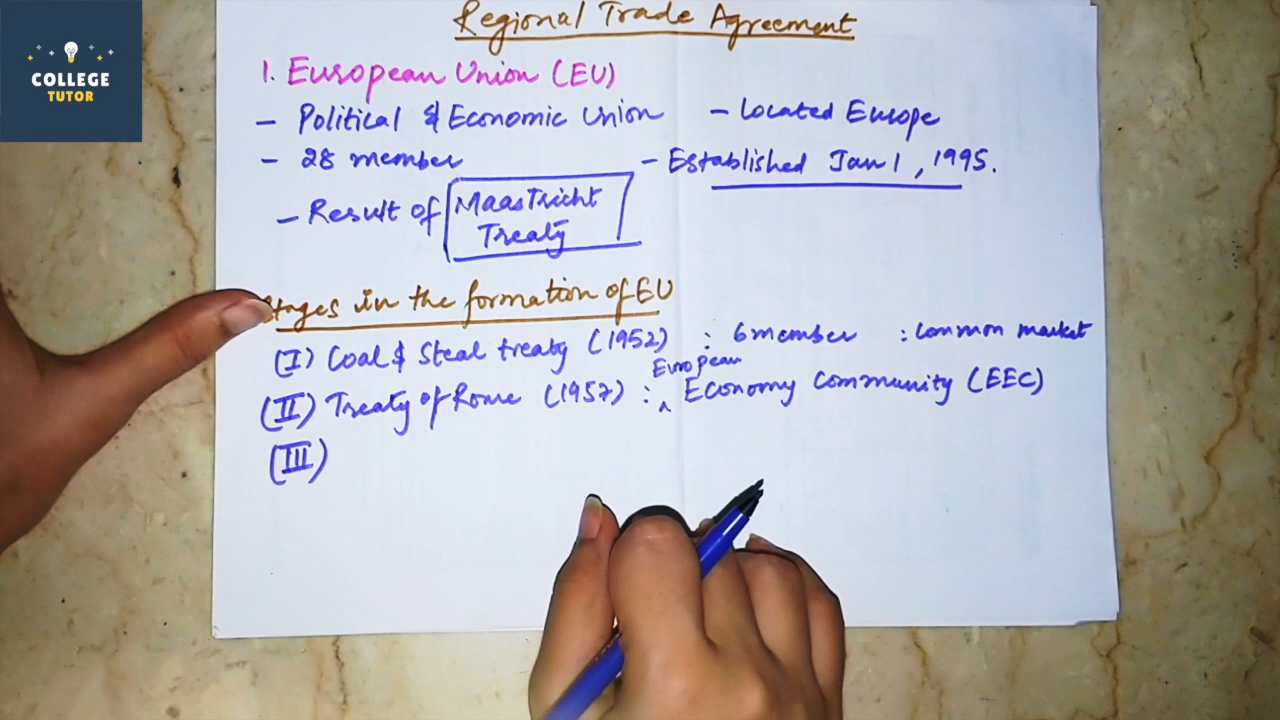 COLLEGE
TUTOR
Regional Trade Agreement
1. European Union (EU)
- Political & Economic Union - Located Europe
- 28 member - Established Jan 1, 1995.
- Result of Maastricht
Treaty
Stages in the formation of EU
(I) Coal & Steal treaty (1952) : 6 member : Common market
European
(II) Treaty of Rome (1957) : ^ Economy Community (EEC)
(III)